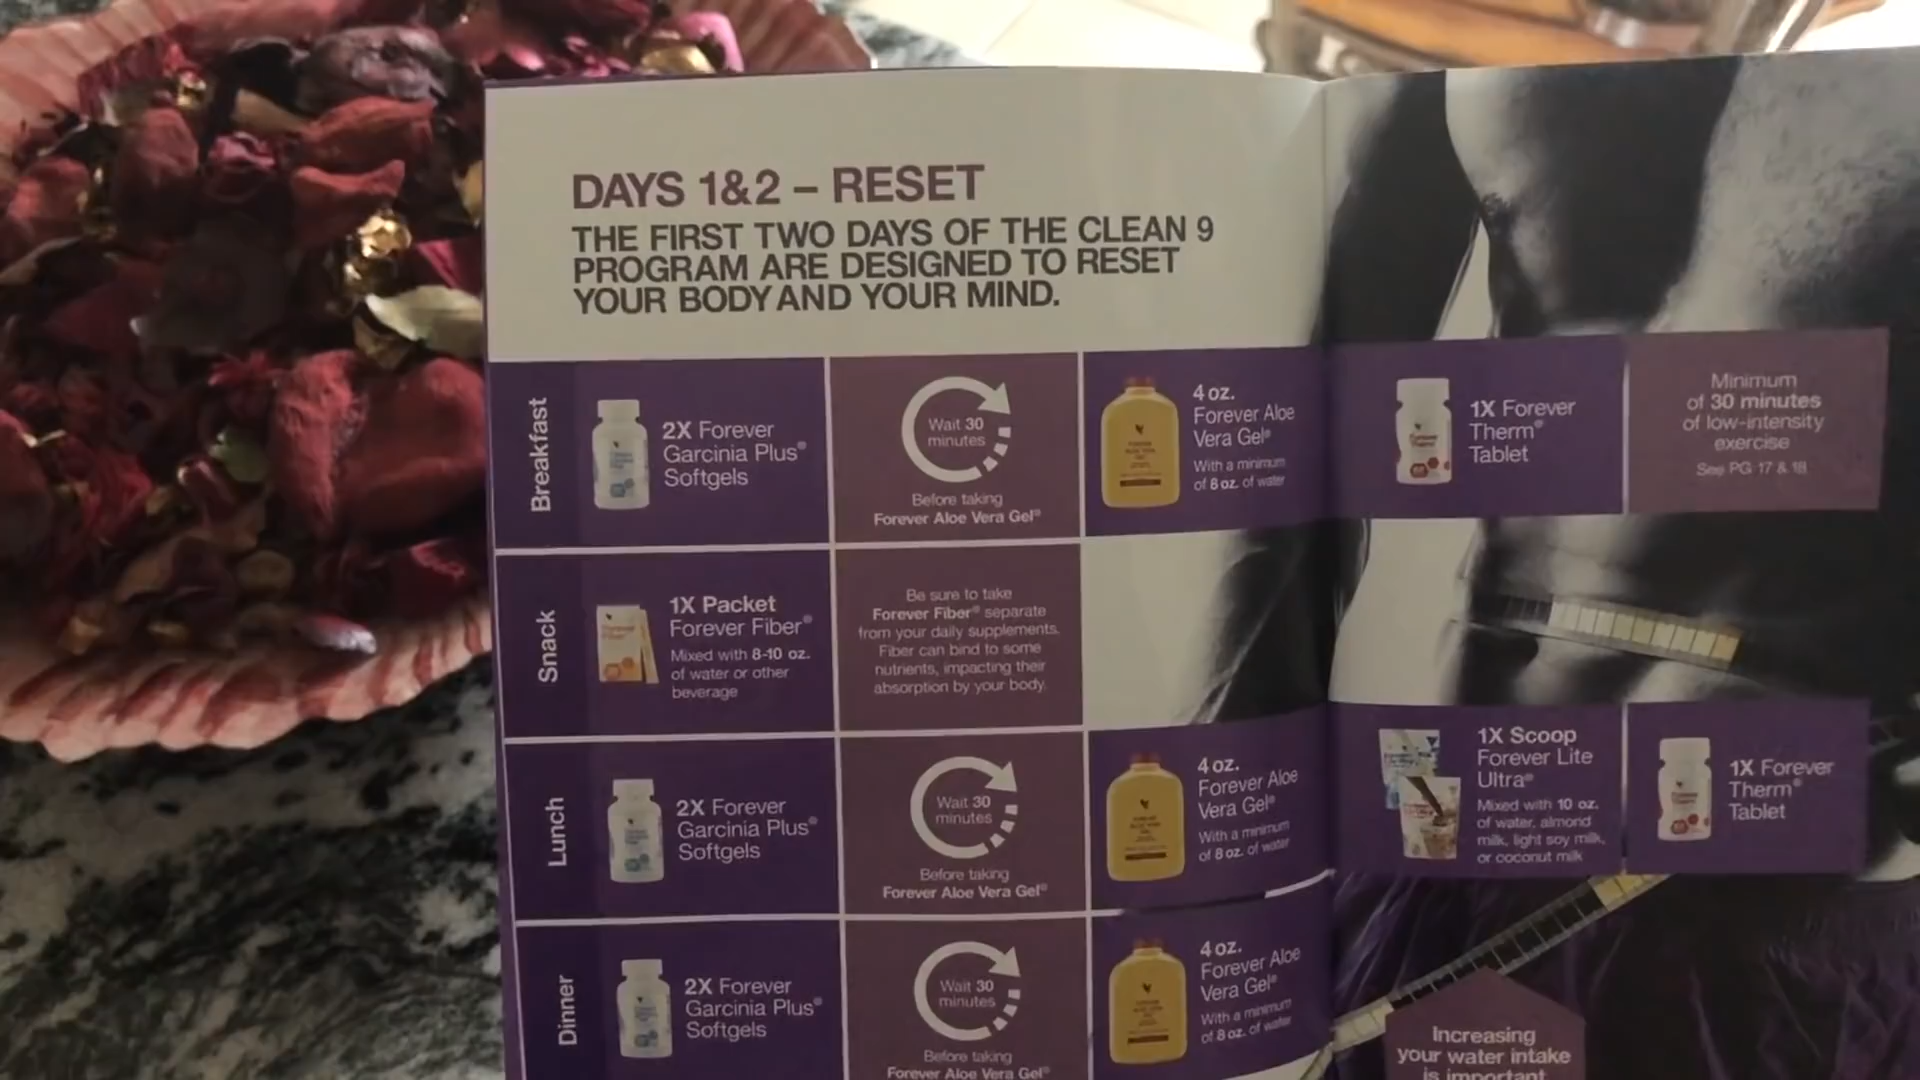 DAYS 1&2 – RESET
THE FIRST TWO DAYS OF THE CLEAN 9
PROGRAM ARE DESIGNED TO RESET
YOUR BODY AND YOUR MIND.
Breakfast
2X Forever
Garcinia Plus®
Softgels
Wait 30
minutes
Before taking
Forever Aloe Vera Gel®
4 oz.
Forever Aloe
Vera Gel®
With a minimum
of 8 oz. of water
1X Forever
Therm®
Tablet
Minimum
of 30 minutes
of low-intensity
exercise
See PG 17 & 18
Snack
1X Packet
Forever Fiber®
Mixed with 8-10 oz.
of water or other
beverage
Be sure to take
Forever Fiber® separate
from your daily supplements.
Fiber can bind to some
nutrients, impacting their
absorption by your body.
Lunch
2X Forever
Garcinia Plus®
Softgels
Wait 30
minutes
Before taking
Forever Aloe Vera Gel®
4 oz.
Forever Aloe
Vera Gel®
With a minimum
of 8 oz. of water
1X Scoop
Forever Lite
Ultra®
Mixed with 10 oz.
of water, almond
milk, light soy milk,
or coconut milk
1X Forever
Therm®
Tablet
Dinner
2X Forever
Garcinia Plus®
Softgels
Wait 30
minutes
Before taking
Forever Aloe Vera Gel®
4 oz.
Forever Aloe
Vera Gel®
With a minimum
of 8 oz. of water
Increasing
your water intake
is important